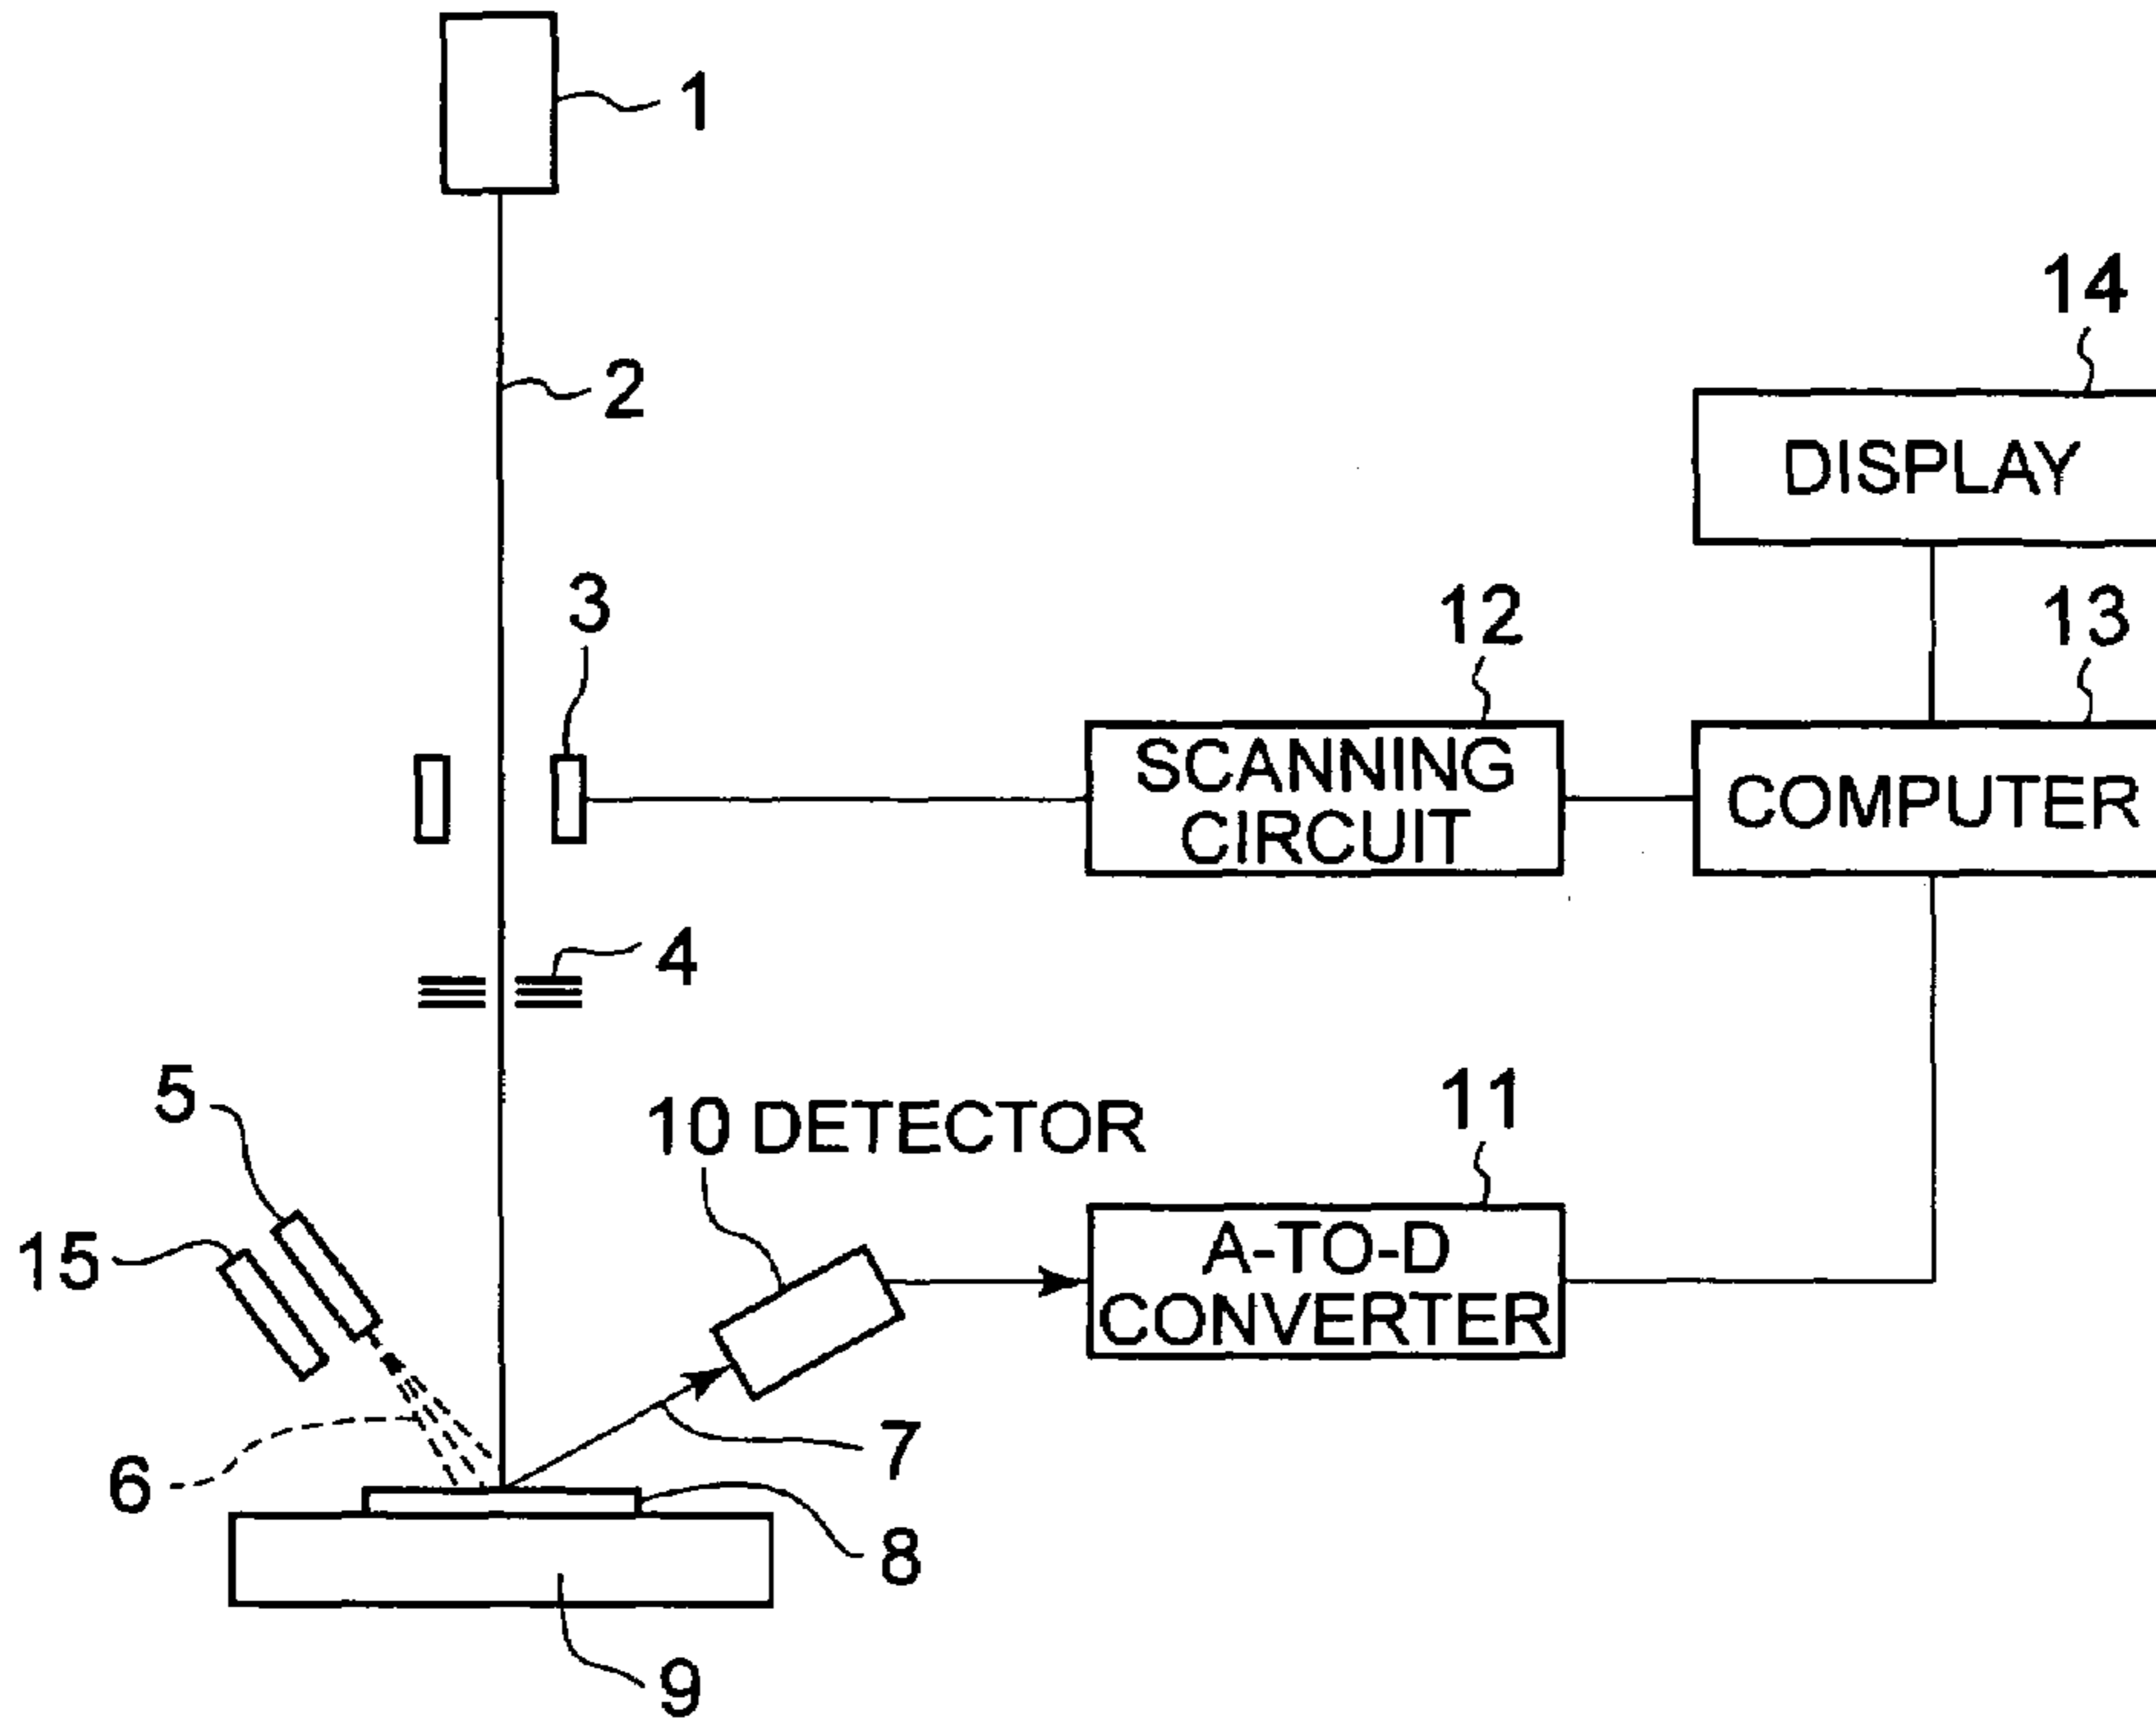 1
2
14
DISPLAY
3
12
13
SCANNING
CIRCUIT
COMPUTER
4
5
10 DETECTOR
11
15
A-TO-D
CONVERTER
6
7
8
9